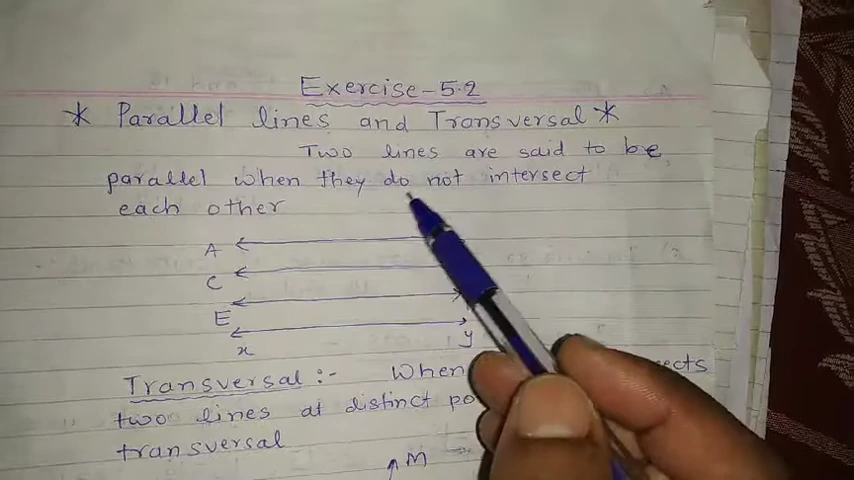 Exercise-5.2
* Parallel lines and Transversal *
Two lines are said to be
parallel when they do not intersect
each other
A
C
E
x y
Transversal :- When
two lines at distinct
transversal
M